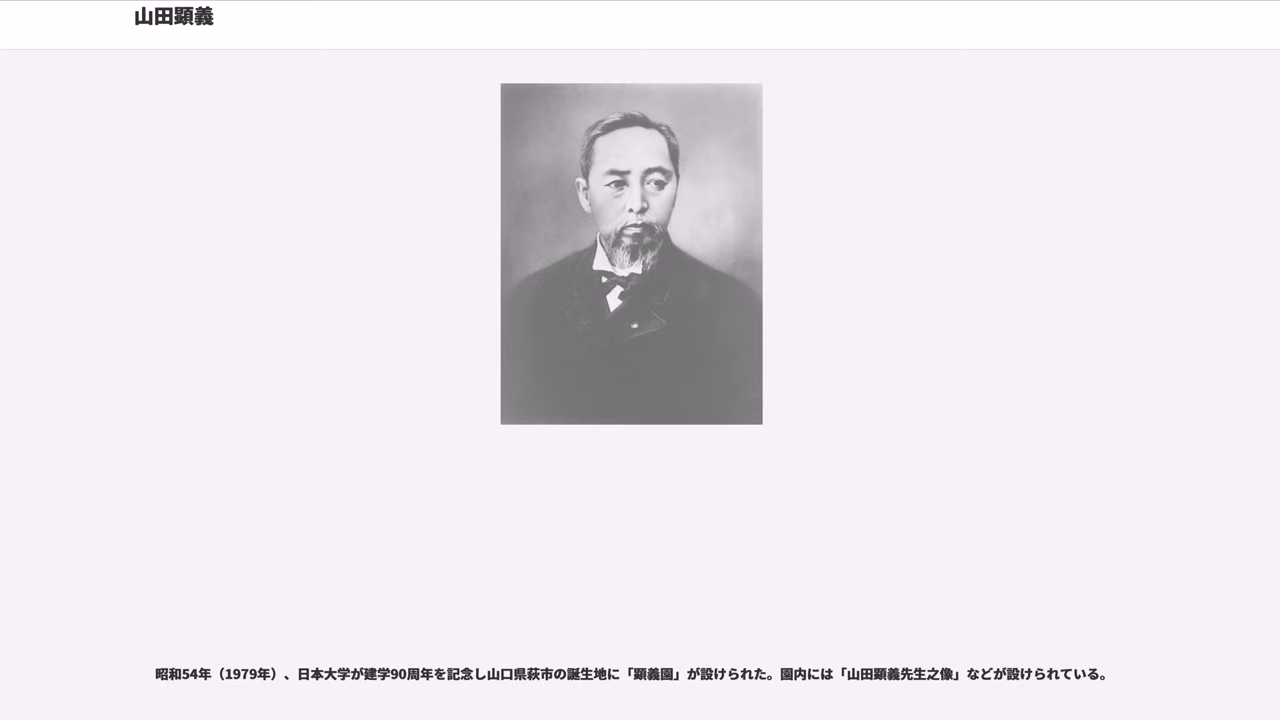 山田顕義
昭和54年（1979年）、日本大学が建学90周年を記念し山口県萩市の誕生地に「顕義園」が設けられた。園内には「山田顕義先生之像」などが設けられている。